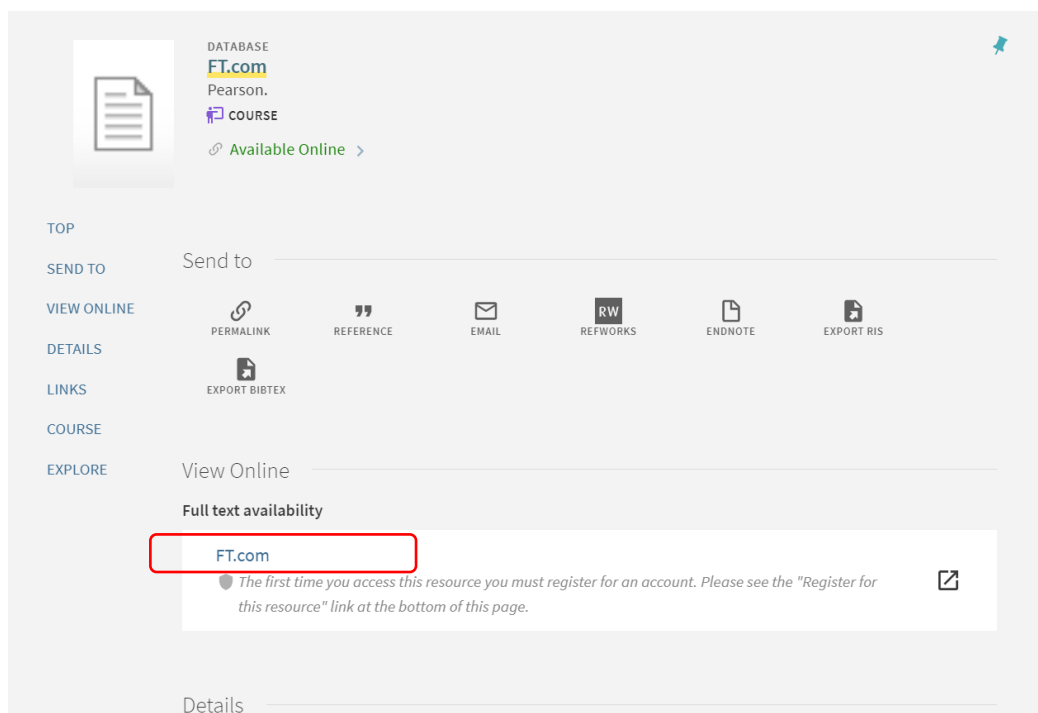 DATABASE
FT.com
Pearson.
COURSE
Available Online
TOP
SEND TO
VIEW ONLINE
DETAILS
LINKS
COURSE
EXPLORE
Send to
PERMALINK
REFERENCE
EMAIL
RW
REFWORKS
ENDNOTE
EXPORT RIS
EXPORT BIBTEX
View Online
Full text availability
FT.com
The first time you access this resource you must register for an account. Please see the "Register for
this resource" link at the bottom of this page.
Details